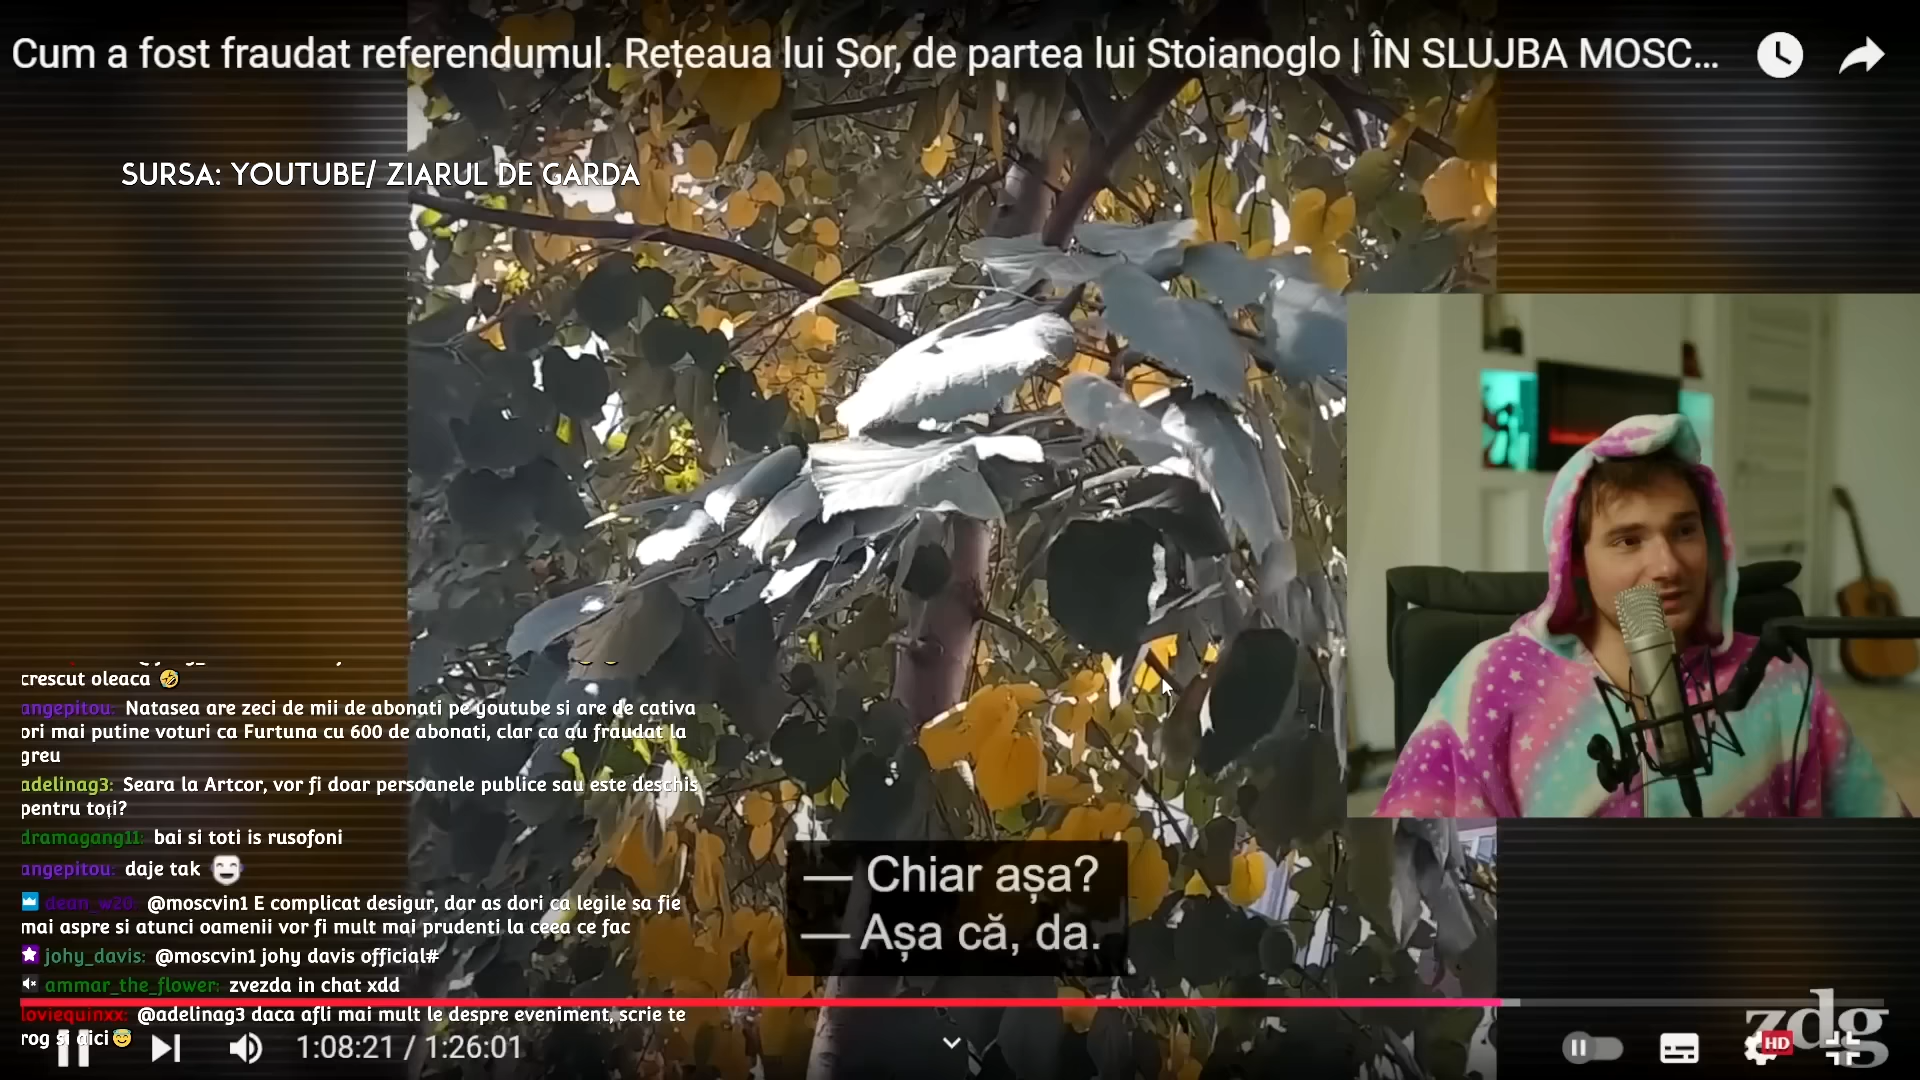 Cum a fost fraudat referendumul. Rețeaua lui Șor, de partea lui Stoianoglo | ÎN SLUJBA MOSC...
SURSA: YOUTUBE/ ZIARUL DE GARDA
crescut oleaca 🤣
angepitou: Natasea are zeci de mii de abonati pe youtube si are de cativa
ori mai putine voturi ca Furtuna cu 600 de abonati, clar ca au fraudat la
greu
adelinag3: Seara la Artcor, vor fi doar persoanele publice sau este deschis
pentru toți?
dramagang11: bai si toti is rusofoni
angepitou: daje tak
dean_w20: @moscvin1 E complicat desigur, dar as dori ca legile sa fie
mai aspre si atunci oamenii vor fi mult mai prudenti la ceea ce fac
johy_davis: @moscvin1 johy davis official#
ammar_the_flower: zvezda in chat xdd
loviequinxx: @adelinag3 daca afli mai mult le despre eveniment, scrie te
rog si aici😇
— Chiar așa?
— Așa că, da.
1:08:21 / 1:26:01
HD
zdg